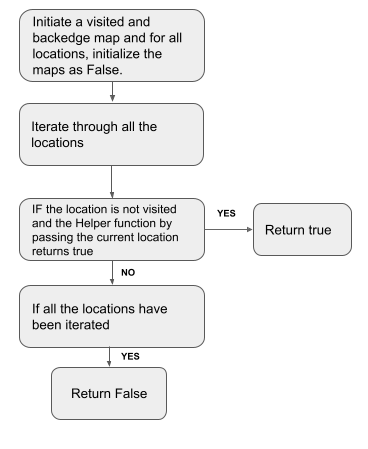 Initiate a visited and
backedge map and for all
locations, initialize the
maps as False.
Iterate through all the
locations
IF the location is not visited
and the Helper function by
passing the current location
returns true
YES
Return true
NO
If all the locations have
been iterated
YES
Return False